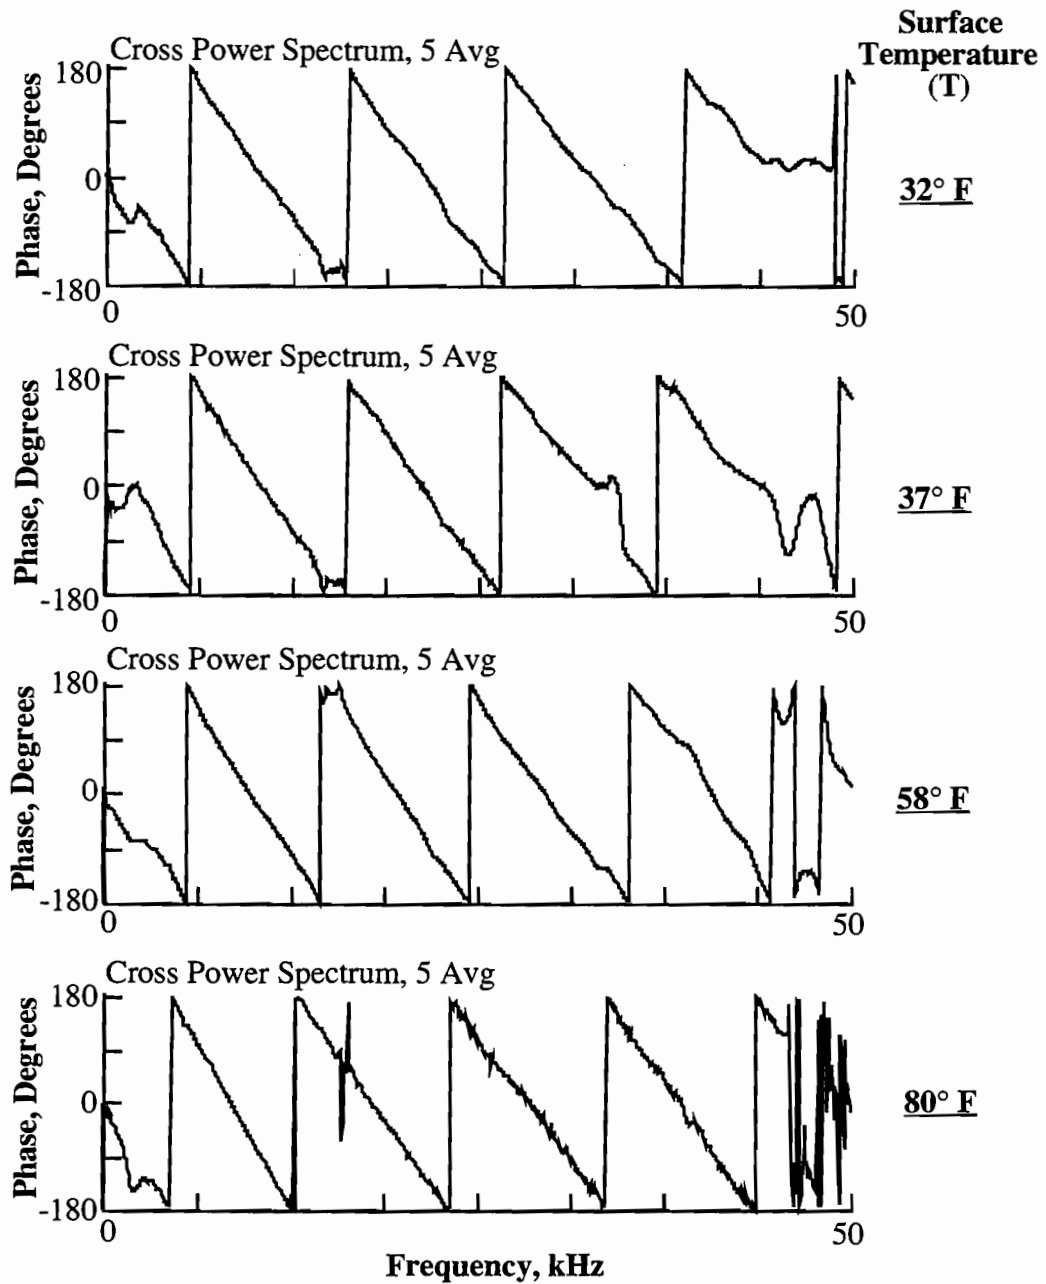 Surface
Temperature
(T)
Cross Power Spectrum, 5 Avg
Phase, Degrees
180
0
-180
0
50
32° F
Cross Power Spectrum, 5 Avg
Phase, Degrees
180
0
-180
0
50
37° F
Cross Power Spectrum, 5 Avg
Phase, Degrees
180
0
-180
0
50
58° F
Cross Power Spectrum, 5 Avg
Phase, Degrees
180
0
-180
0
50
80° F
Frequency, kHz